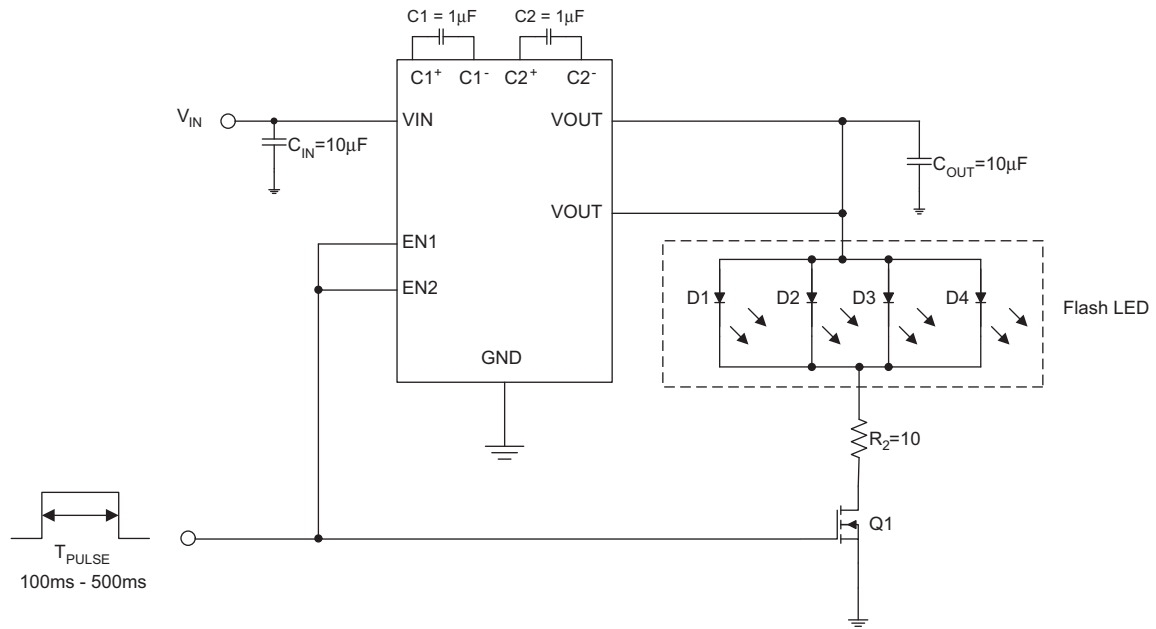 C1 = 1μF C2 = 1μF
C1+ C1- C2+ C2-
VIN VIN VOUT
CIN=10μF COUT=10μF
VOUT
EN1
EN2
D1 D2 D3 D4 Flash LED
GND
R2=10
Q1
TPULSE
100ms - 500ms